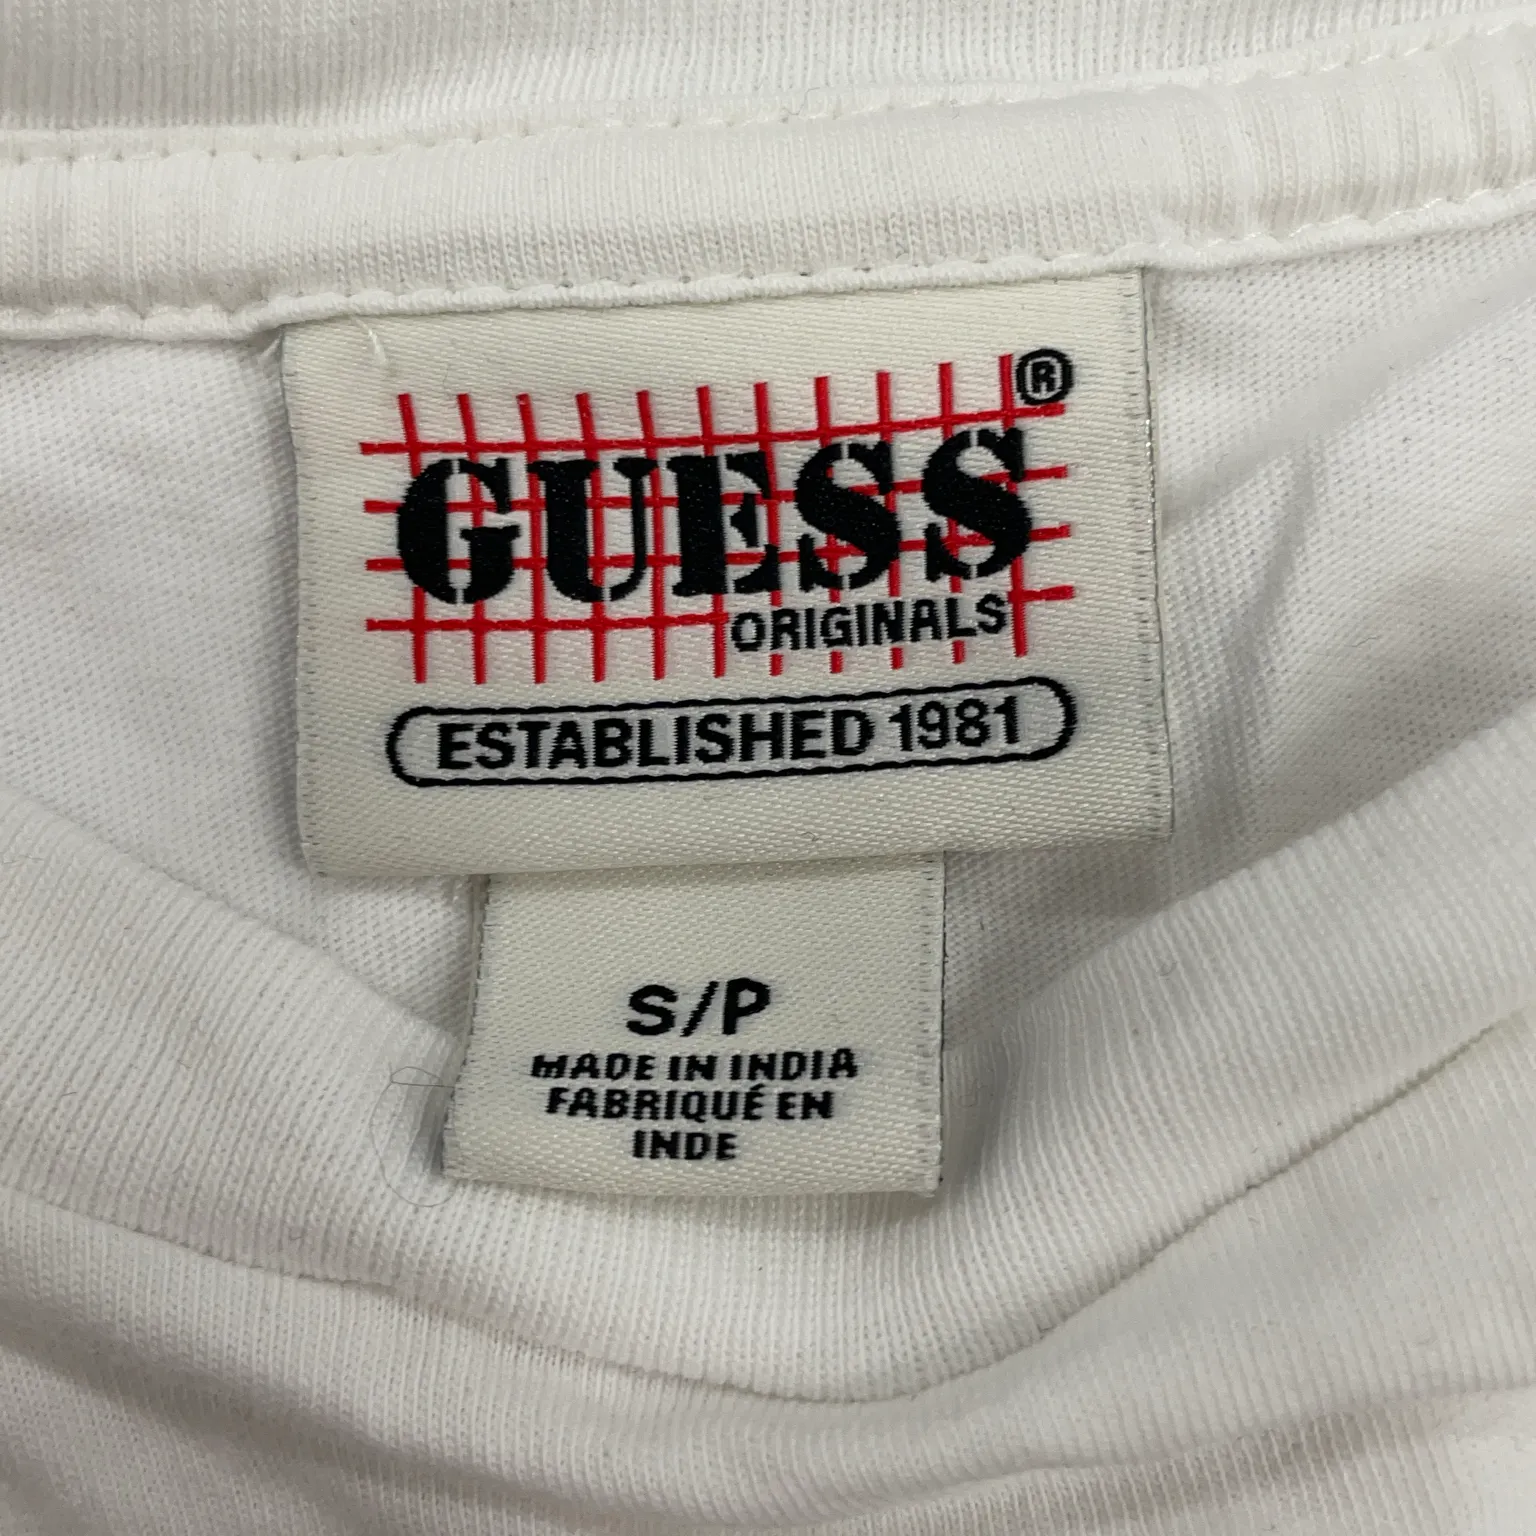 GUESS®
ORIGINALS
ESTABLISHED 1981
S/P
MADE IN INDIA
FABRIQUÉ EN
INDE